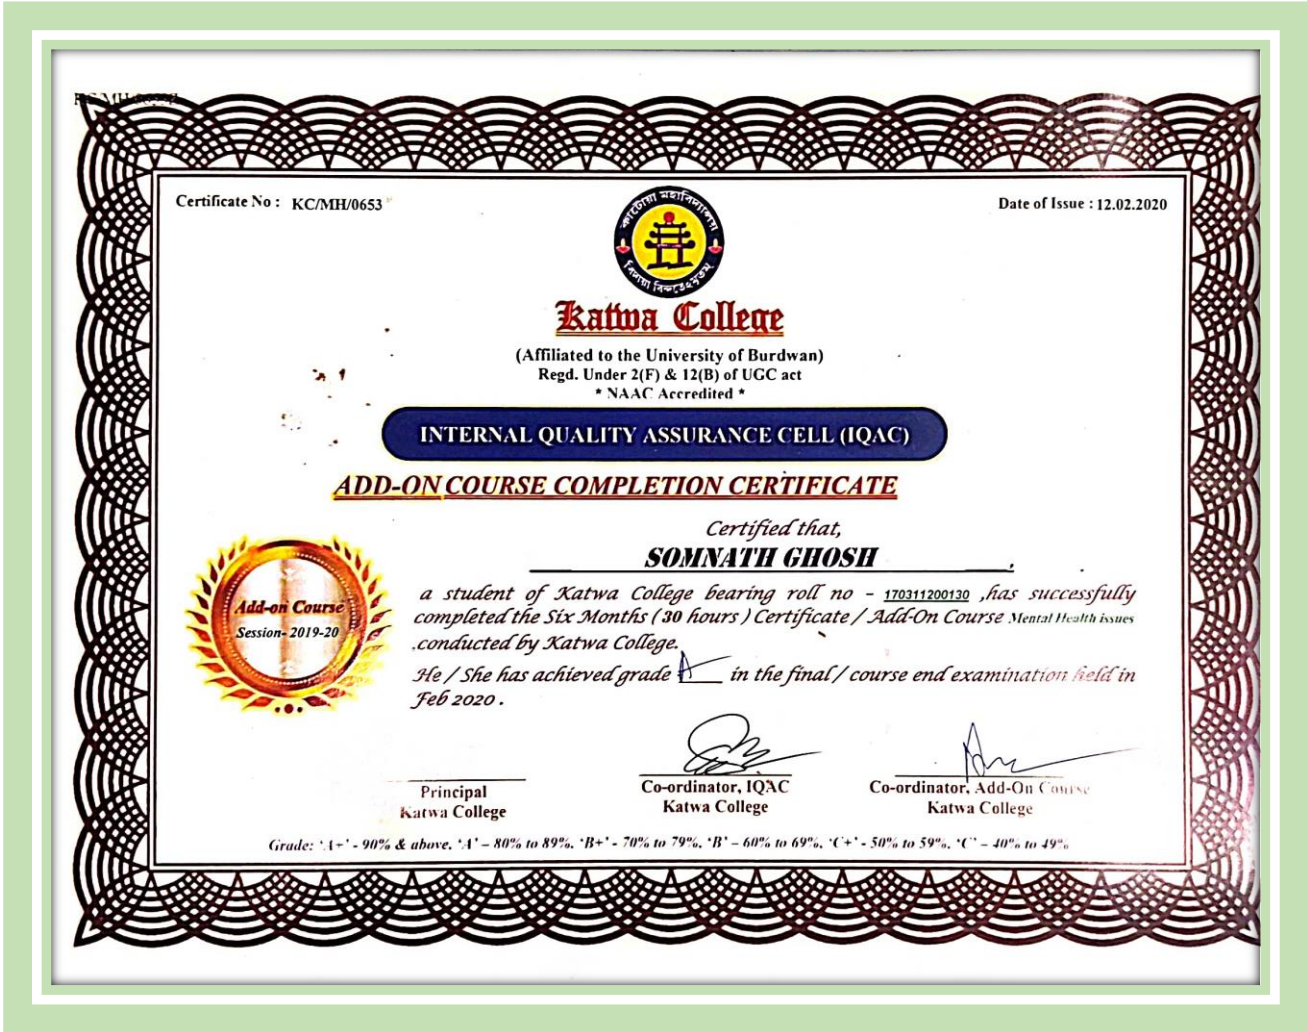 Certificate No : KC/MH/0653
Date of Issue : 12.02.2020
কাটোয়া মহাবিদ্যালয়
Katwa College
(Affiliated to the University of Burdwan)
Regd. Under 2(F) & 12(B) of UGC act
* NAAC Accredited *
INTERNAL QUALITY ASSURANCE CELL (IQAC)
ADD-ON COURSE COMPLETION CERTIFICATE
Certified that,
SOMNATH GHOSH .
a student of Katwa College bearing roll no - 170311200130 ,has successfully
completed the Six Months ( 30 hours ) Certificate / Add-On Course Mental Health issues
.conducted by Katwa College.
He / She has achieved grade A in the final / course end examination held in
Feb 2020 .
Add-on Course
Session- 2019-20
Principal
Katwa College
Co-ordinator, IQAC
Katwa College
Co-ordinator, Add-On Course
Katwa College
Grade: 'A+' - 90% & above, 'A' – 80% to 89%, 'B+' - 70% to 79%, 'B' – 60% to 69%, 'C+' - 50% to 59%, 'C' – 40% to 49%